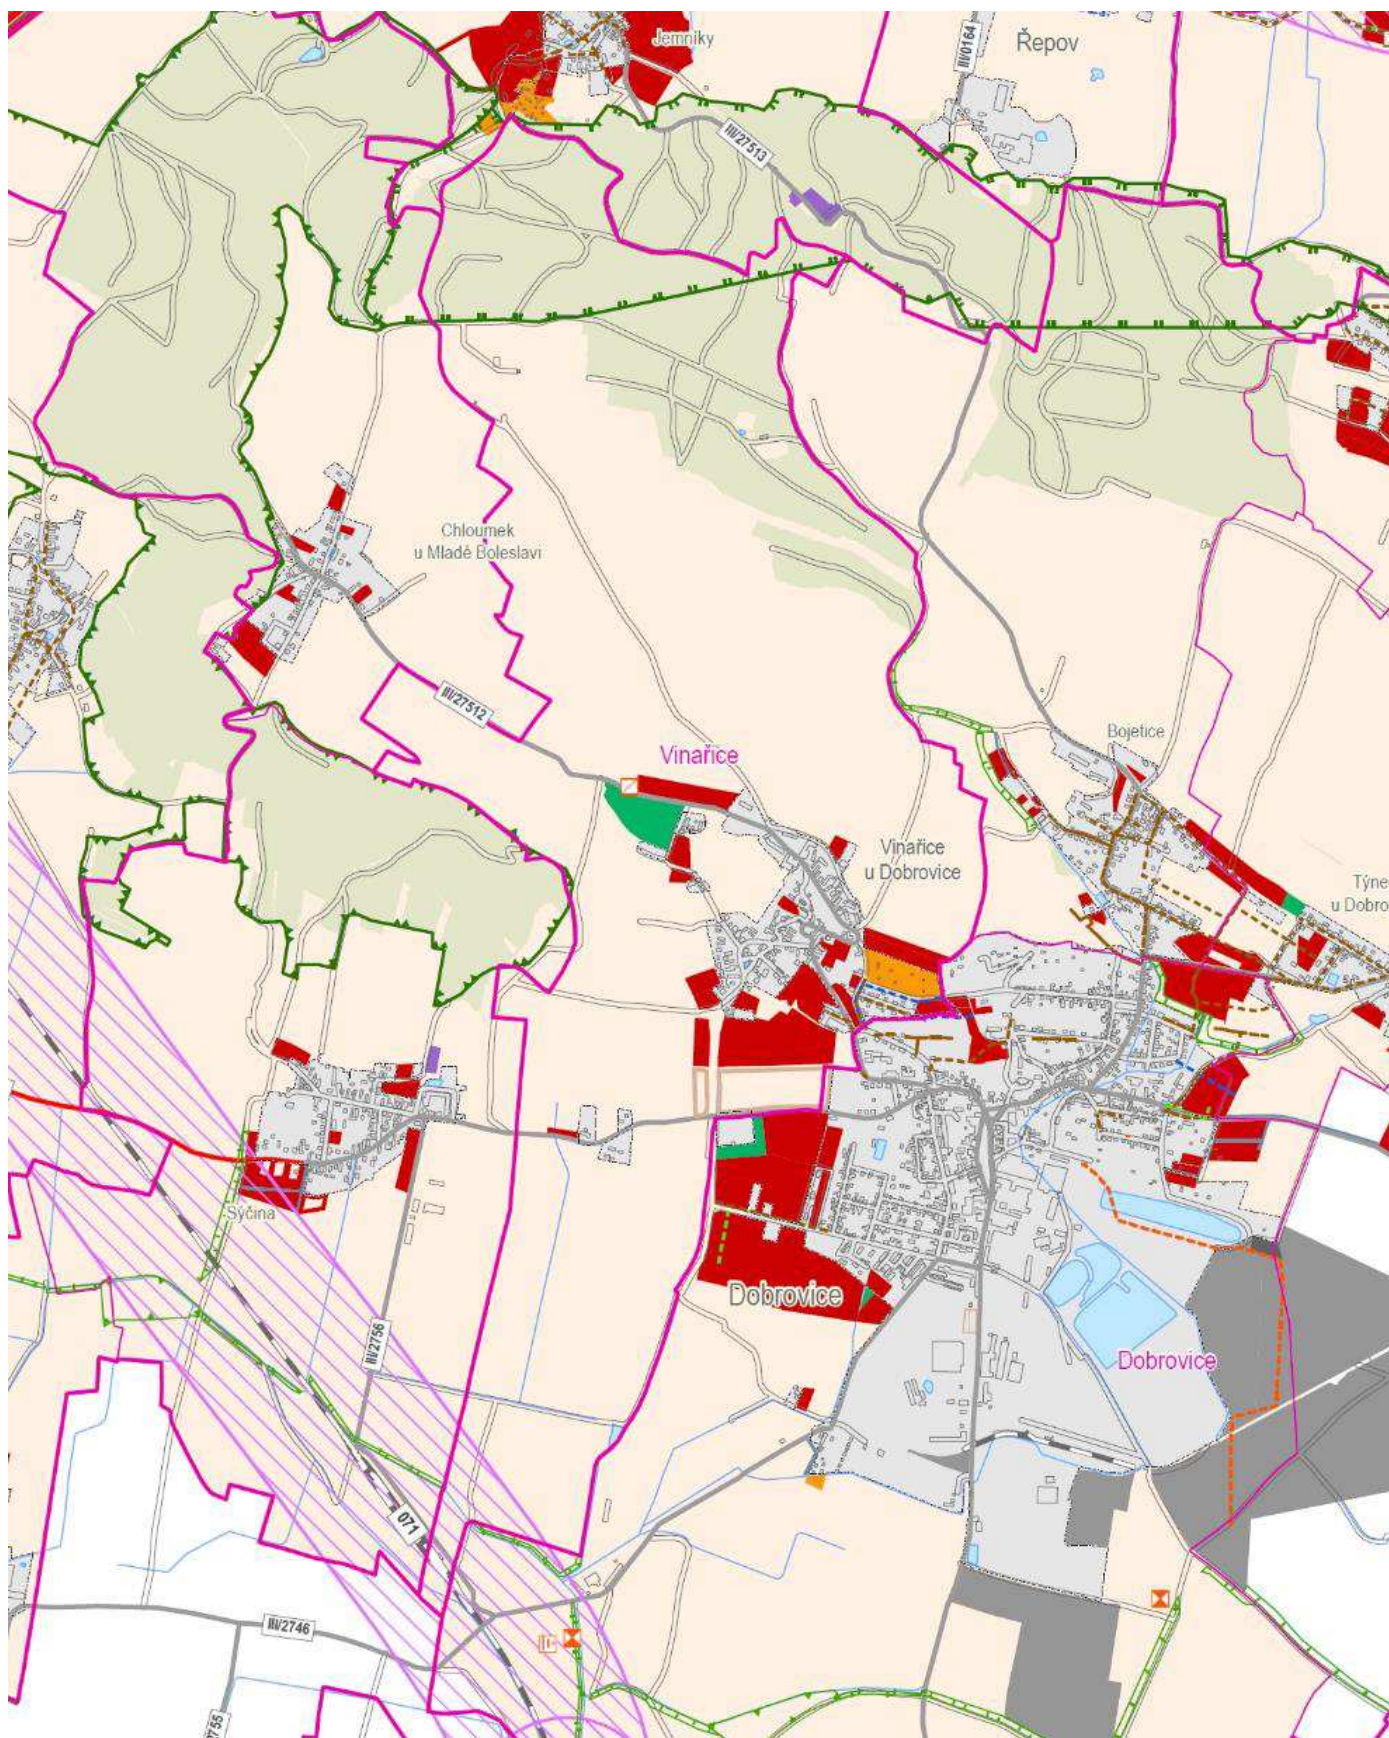 Jemníky
III/0164
Řepov
III/27513
Chloumek
u Mladé Boleslavi
III/27512
Vinařice
Bojetice
Vinařice
u Dobrovice
Týne
u Dobro
Sýčina
Dobrovice
III/2756
Dobrovice
071
III/2746
2755